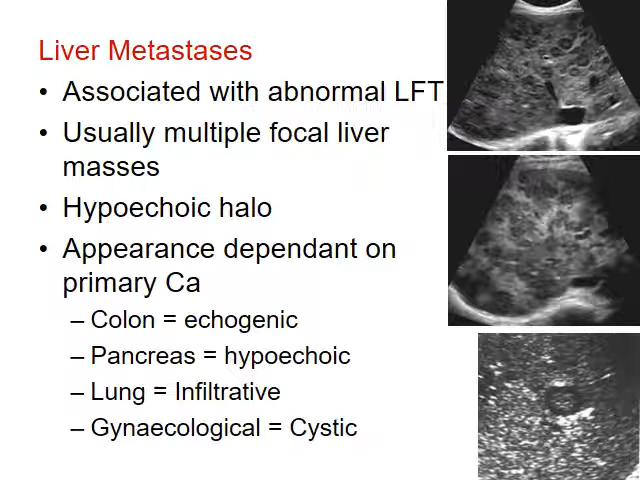 Liver Metastases
• Associated with abnormal LFT
• Usually multiple focal liver
masses
• Hypoechoic halo
• Appearance dependant on
primary Ca
– Colon = echogenic
– Pancreas = hypoechoic
– Lung = Infiltrative
– Gynaecological = Cystic